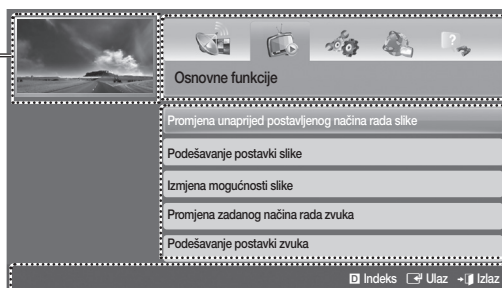 Osnovne funkcije
Promjena unaprijed postavljenog načina rada slike
Podešavanje postavki slike
Izmjena mogućnosti slike
Promjena zadanog načina rada zvuka
Podešavanje postavki zvuka
D Indeks Ulaz Izlaz